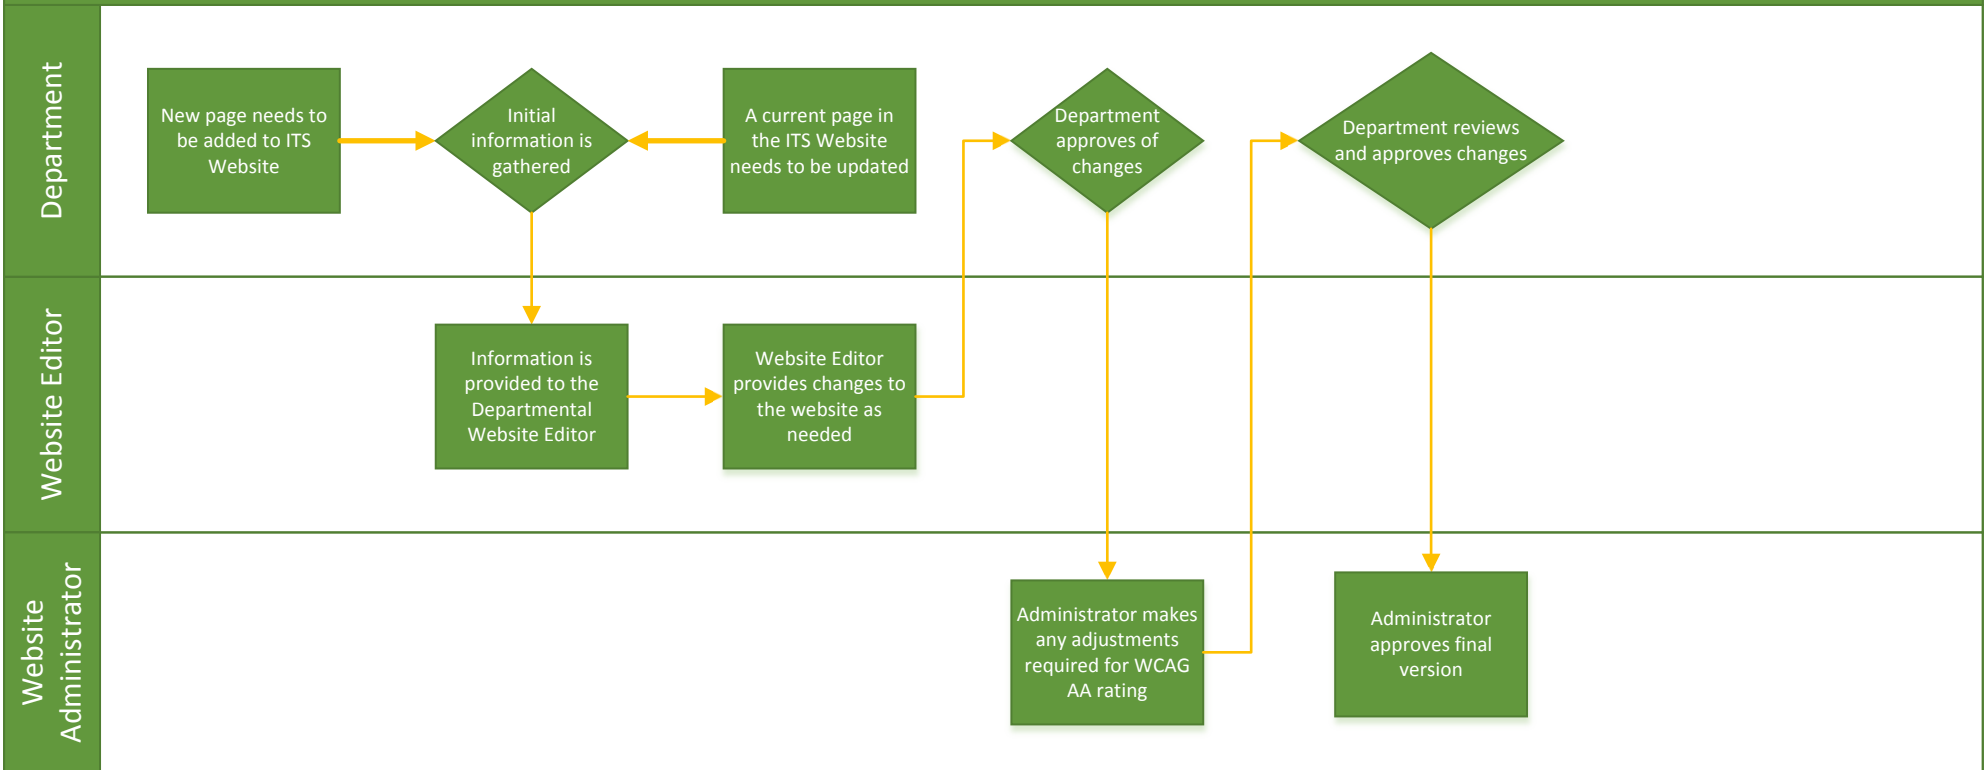 Department
New page needs to
be added to ITS
Website
Initial
information is
gathered
A current page in
the ITS Website
needs to be updated
Department
approves of
changes
Department reviews
and approves changes
Website Editor
Information is
provided to the
Departmental
Website Editor
Website Editor
provides changes to
the website as
needed
Website
Administrator
Administrator makes
any adjustments
required for WCAG
AA rating
Administrator
approves final
version